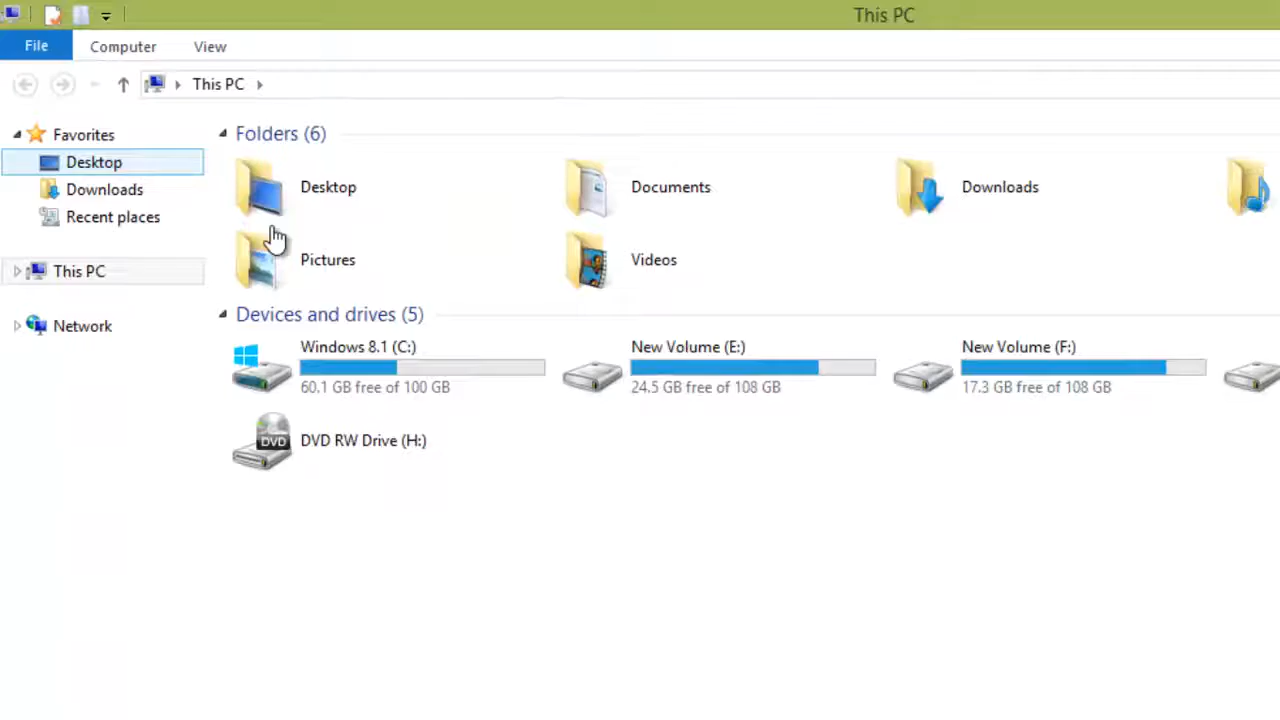 This PC
File Computer View
This PC
Favorites
Desktop
Downloads
Recent places
This PC
Network
Folders (6)
Desktop Documents Downloads
Pictures Videos
Devices and drives (5)
Windows 8.1 (C:) New Volume (E:) New Volume (F:)
60.1 GB free of 100 GB 24.5 GB free of 108 GB 17.3 GB free of 108 GB
DVD DVD RW Drive (H:)